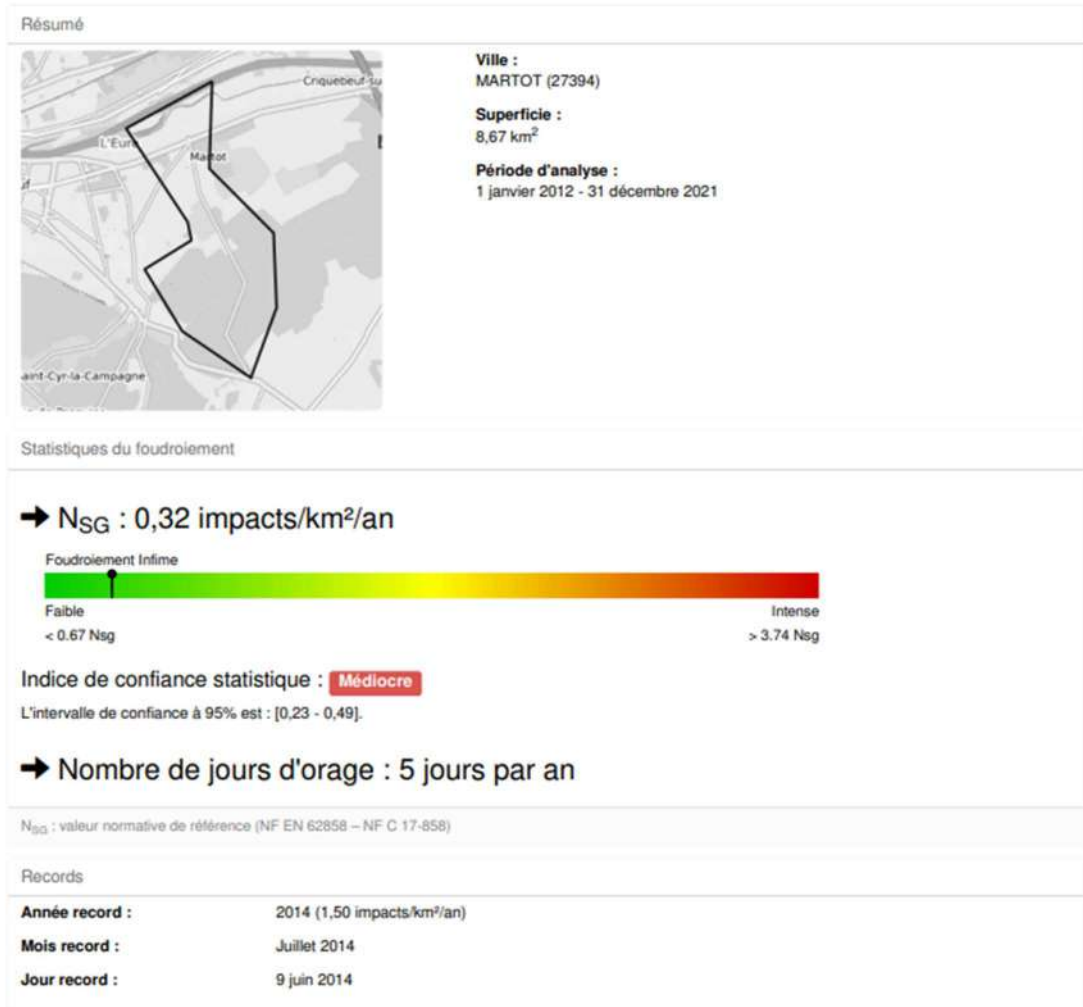 Résumé
Criquebeuf-su
L'Eure
Martot
aint-Cyr-la-Campagne
Ville :
MARTOT (27394)
Superficie :
8,67 km²
Période d'analyse :
1 janvier 2012 - 31 décembre 2021
Statistiques du foudroiement
➔ NSG : 0,32 impacts/km²/an
Foudroiement Infime
Faible
Intense
< 0.67 Nsg
> 3.74 Nsg
Indice de confiance statistique : Médiocre
L'intervalle de confiance à 95% est : [0,23 - 0,49].
➔ Nombre de jours d'orage : 5 jours par an
NSG : valeur normative de référence (NF EN 62858 – NF C 17-858)
Records
Année record : 2014 (1,50 impacts/km²/an)
Mois record : Juillet 2014
Jour record : 9 juin 2014